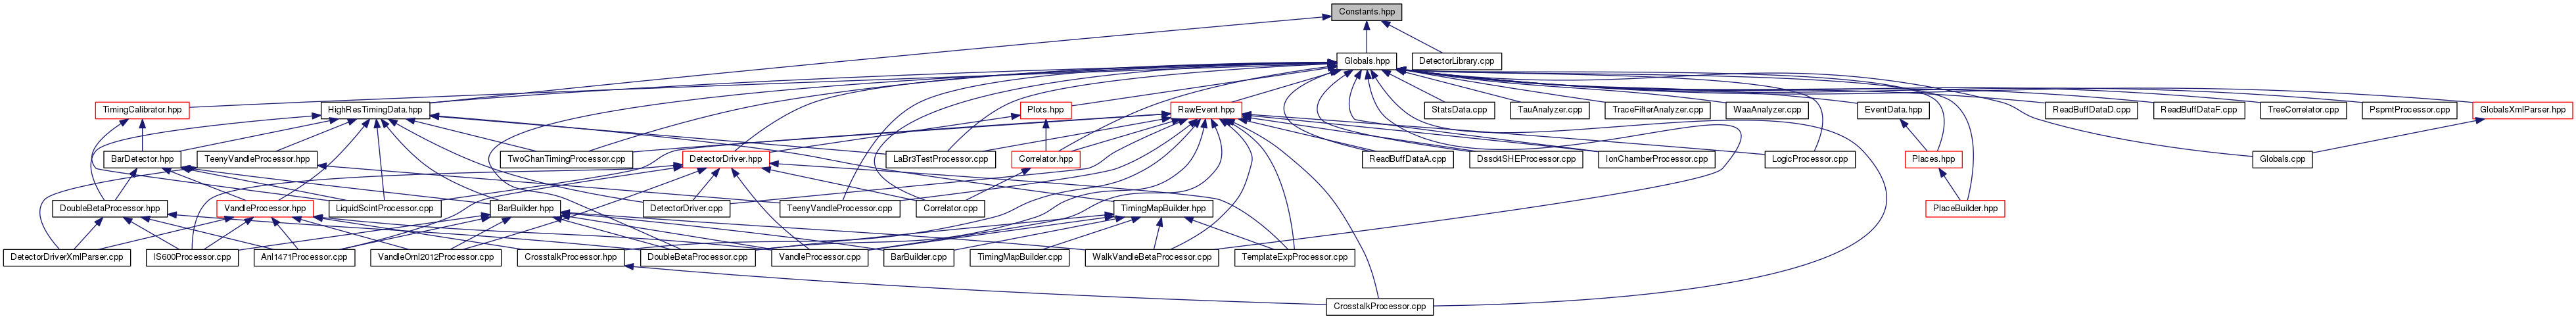 Constants.hpp
Globals.hpp
DetectorLibrary.cpp
TimingCalibrator.hpp
HighResTimingData.hpp
Plots.hpp
RawEvent.hpp
StatsData.cpp
TauAnalyzer.cpp
TraceFilterAnalyzer.cpp
WaaAnalyzer.cpp
EventData.hpp
ReadBuffDataD.cpp
ReadBuffDataF.cpp
TreeCorrelator.cpp
PspmtProcessor.cpp
GlobalsXmlParser.hpp
BarDetector.hpp
TeenyVandleProcessor.hpp
TwoChanTimingProcessor.cpp
DetectorDriver.hpp
LaBr3TestProcessor.cpp
Correlator.hpp
ReadBuffDataA.cpp
Dssd4SHEProcessor.cpp
IonChamberProcessor.cpp
LogicProcessor.cpp
Places.hpp
Globals.cpp
DoubleBetaProcessor.hpp
VandleProcessor.hpp
LiquidScintProcessor.cpp
BarBuilder.hpp
DetectorDriver.cpp
TeenyVandleProcessor.cpp
Correlator.cpp
TimingMapBuilder.hpp
PlaceBuilder.hpp
DetectorDriverXmlParser.cpp
IS600Processor.cpp
Anl1471Processor.cpp
VandleOrnl2012Processor.cpp
CrosstalkProcessor.hpp
DoubleBetaProcessor.cpp
VandleProcessor.cpp
BarBuilder.cpp
TimingMapBuilder.cpp
WalkVandleBetaProcessor.cpp
TemplateExpProcessor.cpp
CrosstalkProcessor.cpp